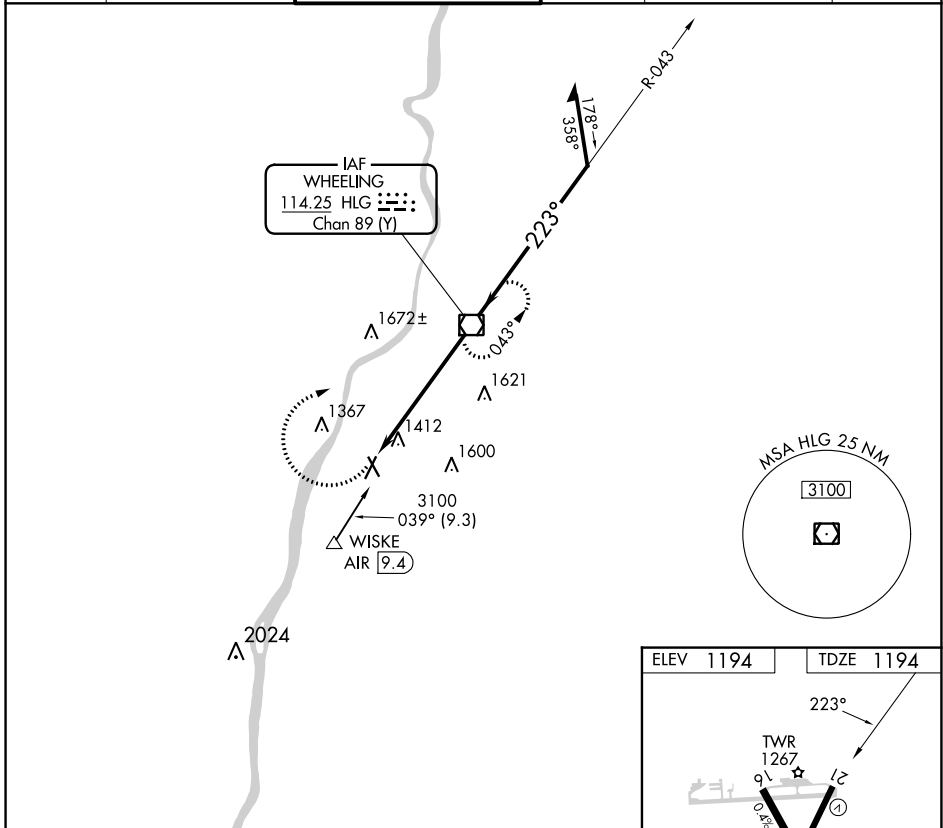 R-043
178°
358°
IAF
WHEELING
114.25 HLG
Chan 89 (Y)
223°
1672±
043°
1621
1367
1412
1600
3100
039° (9.3)
WISKE
AIR 9.4
MSA HLG 25 NM
3100
2024
ELEV 1194
TDZE 1194
223°
TWR
1267
16
21
0.4%